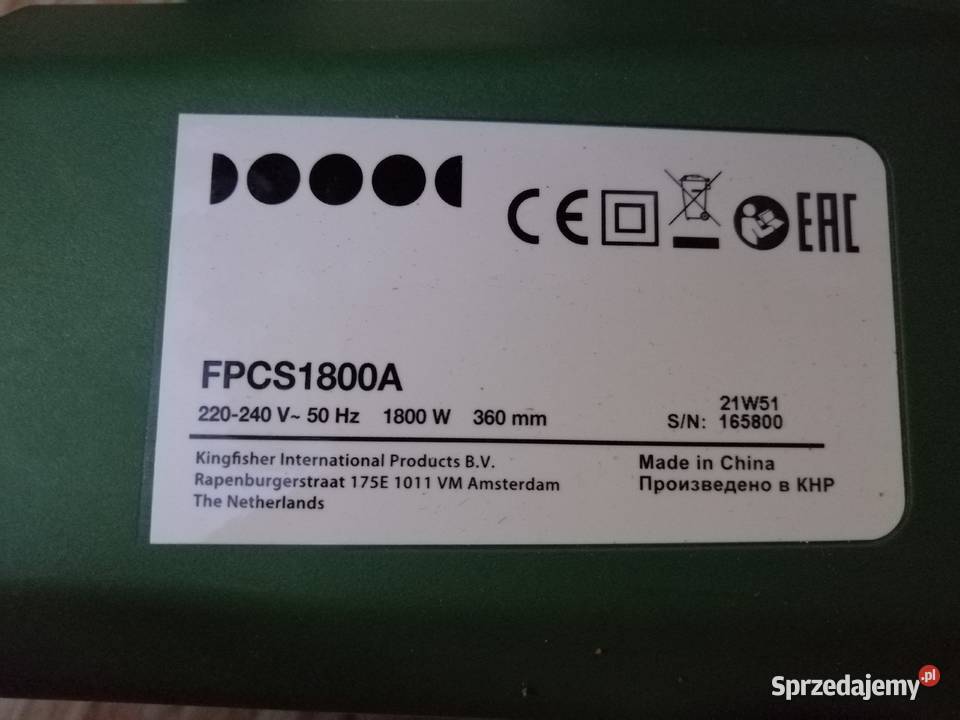 CE EAC
FPCS1800A
220-240 V~ 50 Hz 1800 W 360 mm
21W51
S/N: 165800
Kingfisher International Products B.V.
Rapenburgerstraat 175E 1011 VM Amsterdam
The Netherlands
Made in China
Произведено в КНР
Sprzedajemy.pl